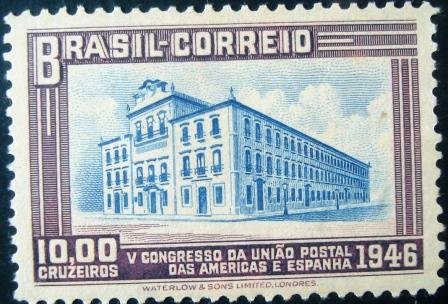 BRASIL-CORREIO
10,00
CRUZEIROS
V CONGRESSO DA UNIÃO POSTAL
DAS AMERICAS E ESPANHA
1946
WATERLOW & SONS LIMITED, LONDRES.